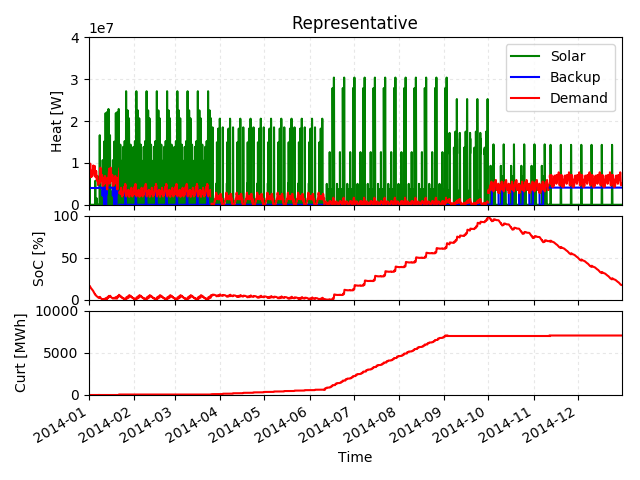 Representative
1e7
4
3
2
1
0
Heat [W]
Solar
Backup
Demand
100
50
0
SoC [%]
10000
5000
0
Curt [MWh]
2014-01
2014-02
2014-03
2014-04
2014-05
2014-06
2014-07
2014-08
2014-09
2014-10
2014-11
2014-12
Time